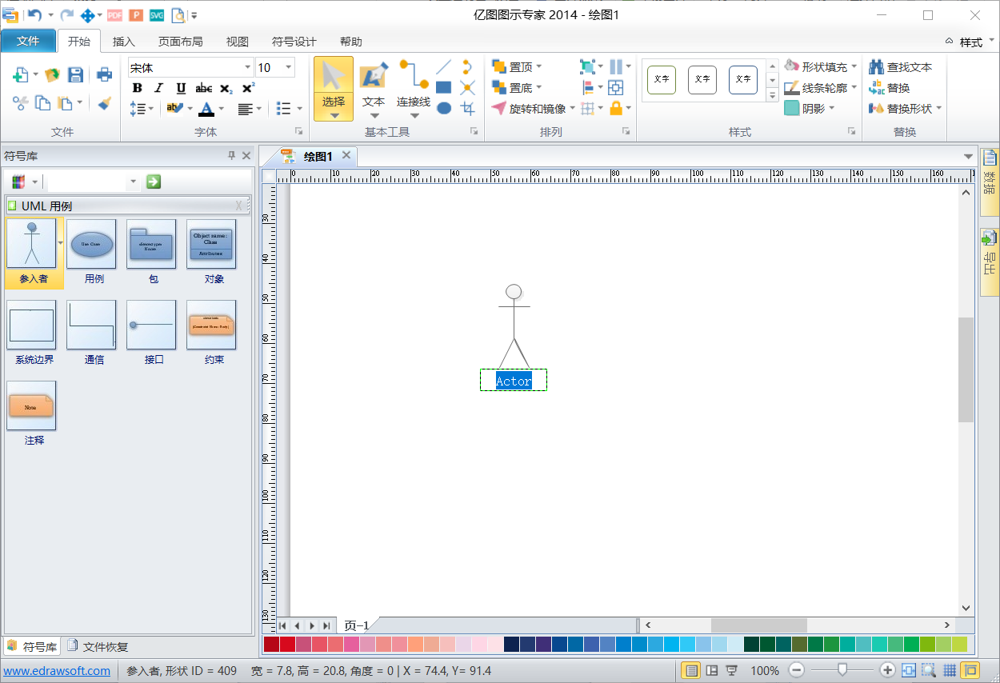 亿图图示专家 2014 - 绘图1
PDF P SVG
文件 开始 插入 页面布局 视图 符号设计 帮助 样式
宋体 10
B I U abc x₂ x²
ab A
文件 字体
选择 文本 连接线
基本工具
置顶
置底
旋转和镜像
排列
文字 文字 文字
形状填充
线条轮廓
阴影
样式
查找文本
替换
替换形状
替换
符号库
UML 用例
Use Case
Object name : Class
Attributes
参入者 用例 包 对象
系统边界 通信 接口 约束
Note
注释
符号库 文件恢复
绘图1
0 10 20 30 40 50 60 70 80 90 100 110 120 130 140 150 160
30
40
50
60
70
80
90
100
110
120
130
Actor
页-1
数据
导出
www.edrawsoft.com 参入者, 形状 ID = 409 宽 = 7.8, 高 = 20.8, 角度 = 0 | X = 74.4, Y= 91.4 100%